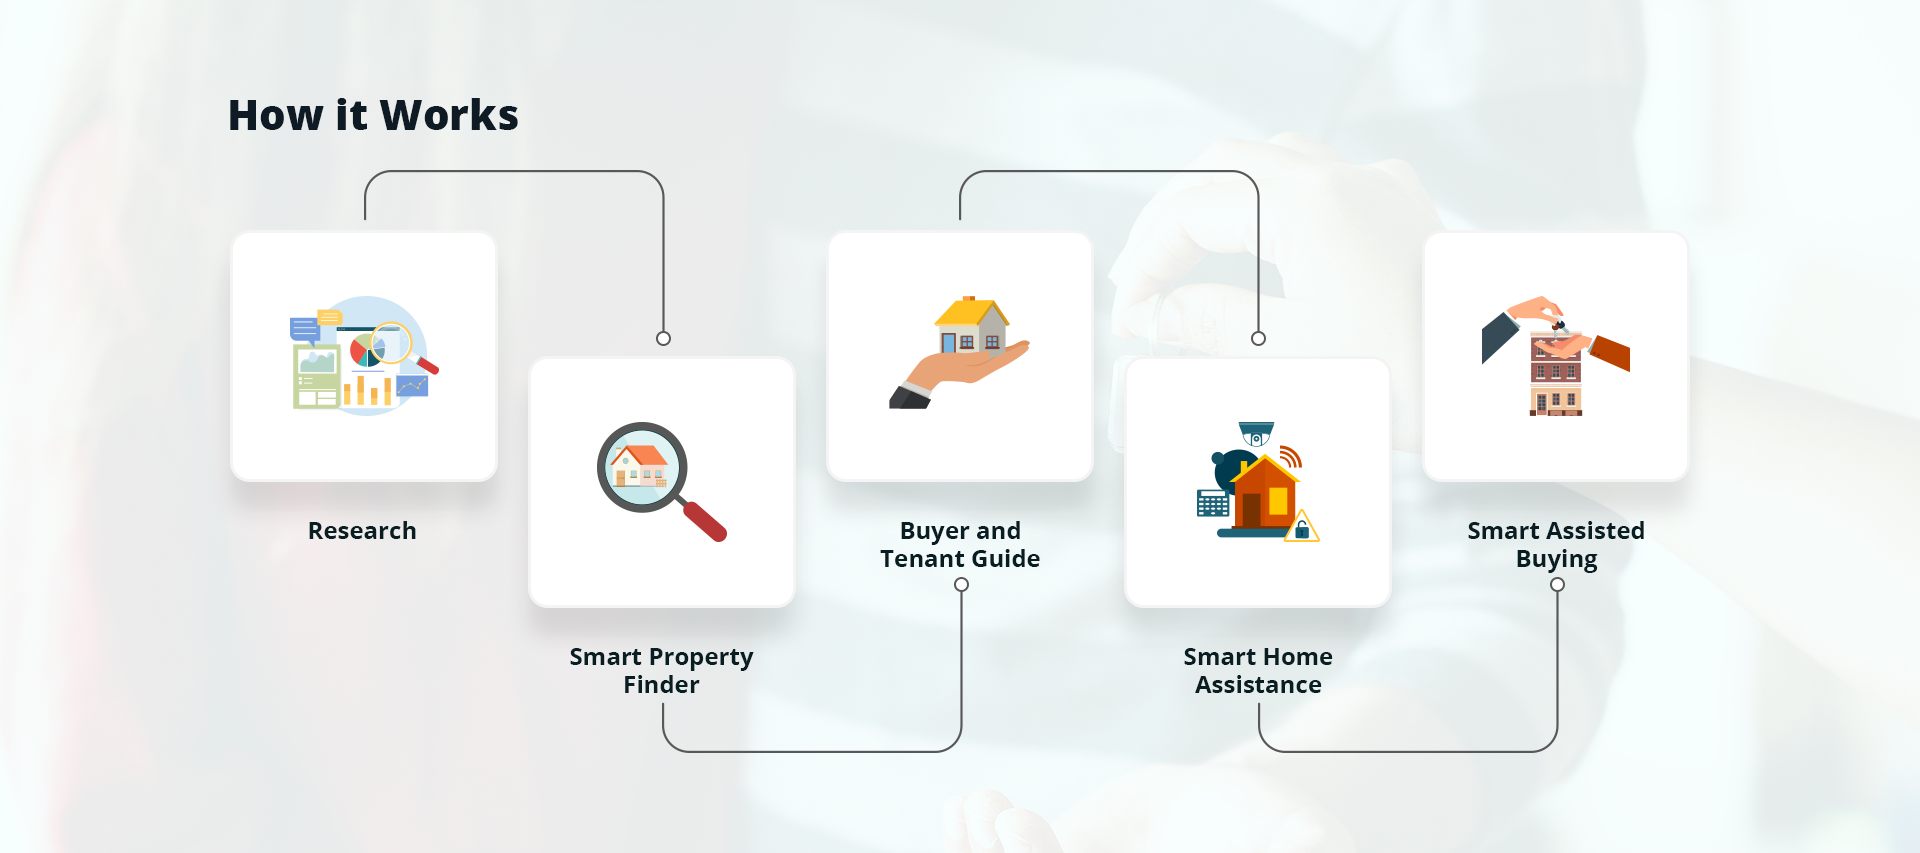 How it Works
Research
Smart Property
Finder
Buyer and
Tenant Guide
Smart Home
Assistance
Smart Assisted
Buying